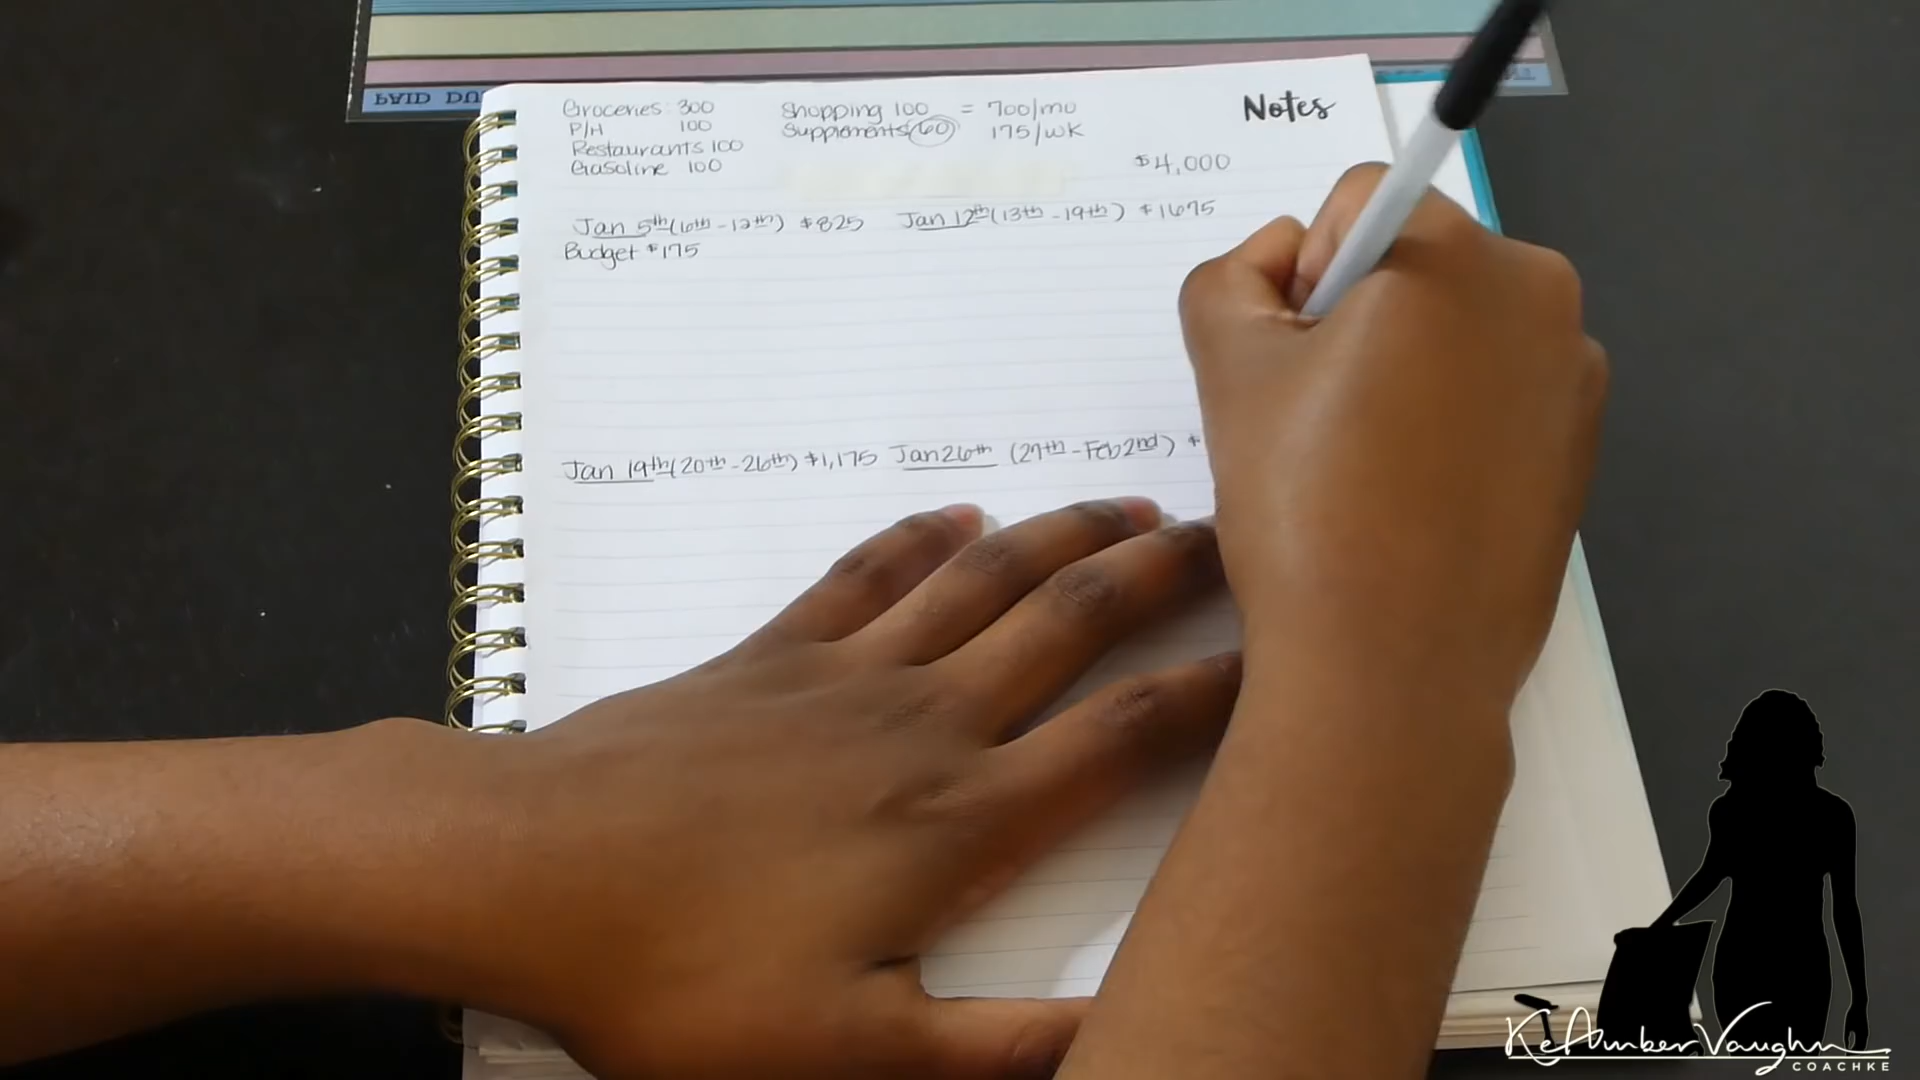 PAID DU
Groceries: 300
P/H 100
Restaurants 100
Gasoline 100
Shopping 100 = 700/mo
Supplements 60 175/wk
Notes
$4,000
Jan 5th (6th - 12th) $825
Budget $175
Jan 12th (13th - 19th) $1675
Jan 19th (20th - 26th) $1,175
Jan 26th (27th - Feb 2nd) $
KeAmber Vaughn
COACHKE